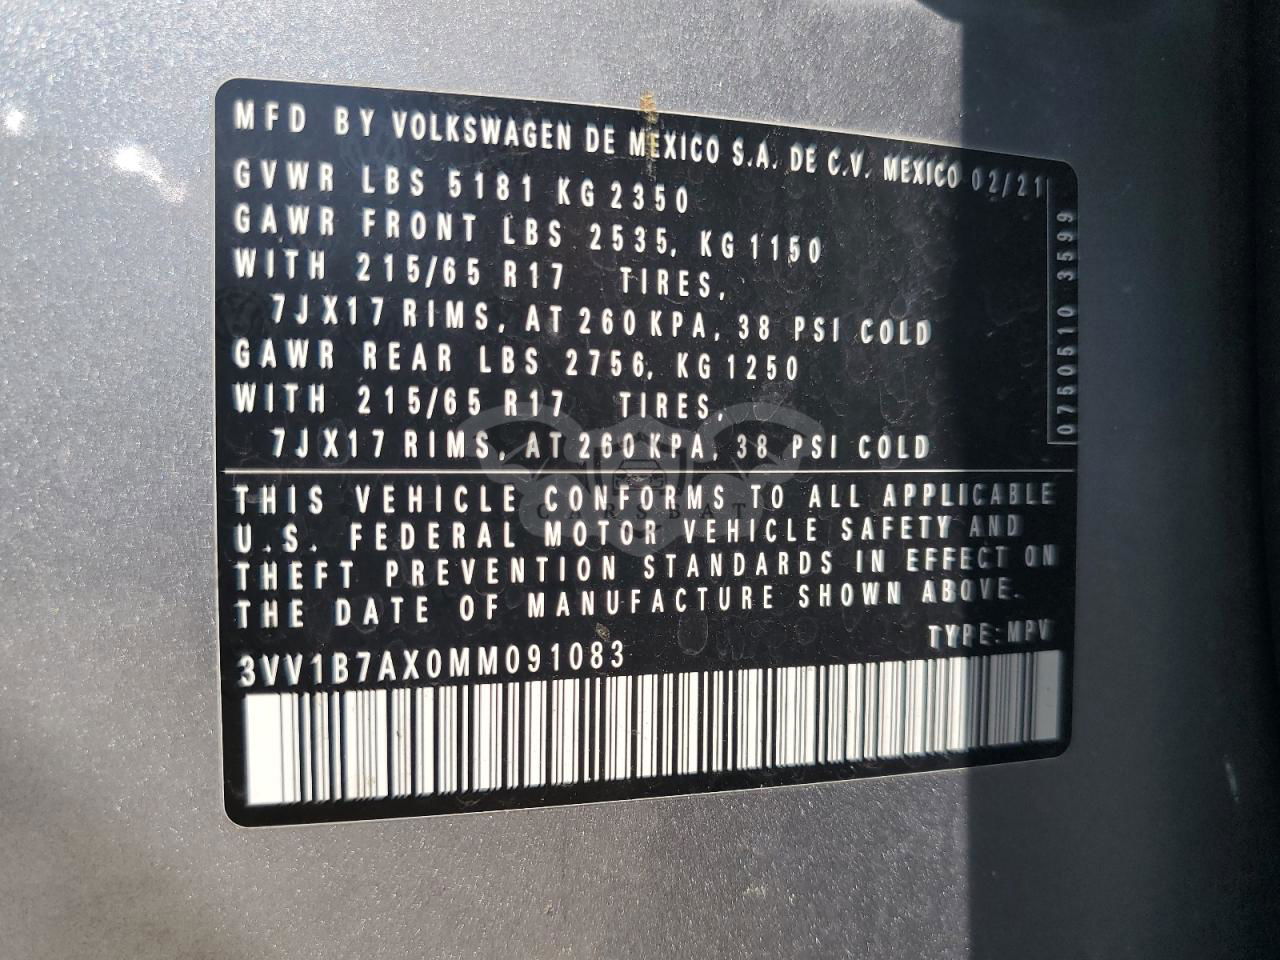 MFD BY VOLKSWAGEN DE MEXICO S.A. DE C.V. MEXICO 02/21
GVWR LBS 5181 KG 2350
GAWR FRONT LBS 2535, KG 1150
WITH 215/65 R17 TIRES,
7JX17 RIMS, AT 260 KPA, 38 PSI COLD
GAWR REAR LBS 2756, KG 1250
WITH 215/65 R17 TIRES,
7JX17 RIMS, AT 260 KPA, 38 PSI COLD
0750510 3599
THIS VEHICLE CONFORMS TO ALL APPLICABLE
U.S. FEDERAL MOTOR VEHICLE SAFETY AND
THEFT PREVENTION STANDARDS IN EFFECT ON
THE DATE OF MANUFACTURE SHOWN ABOVE.
TYPE: MPV
3VV1B7AX0MM091083
CARSBAT